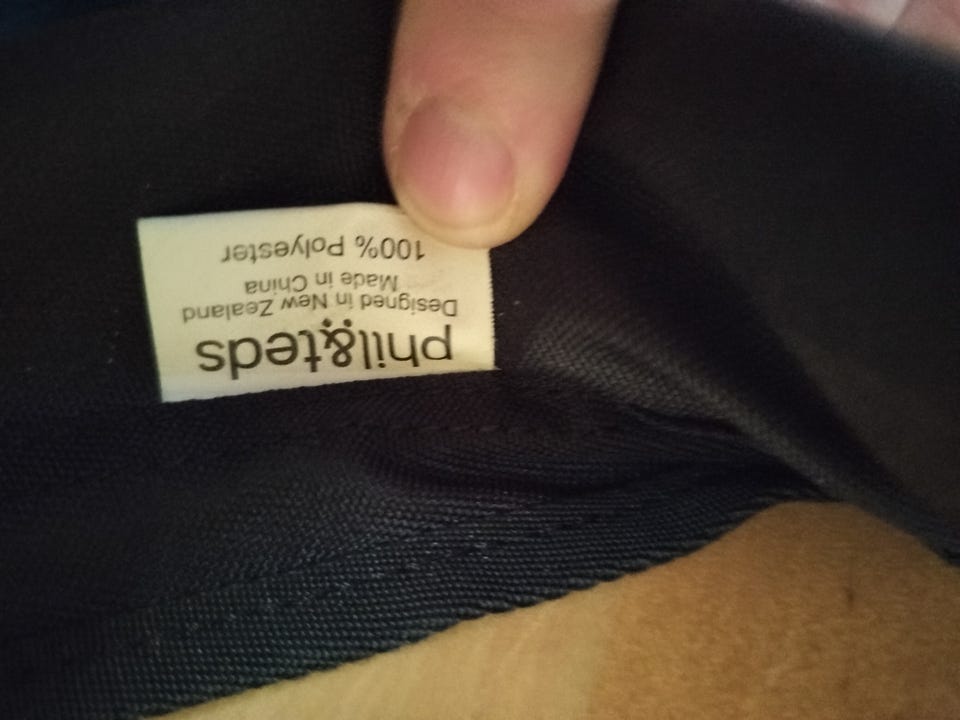 phil&teds
Designed in New Zealand
Made in China
100% Polyester